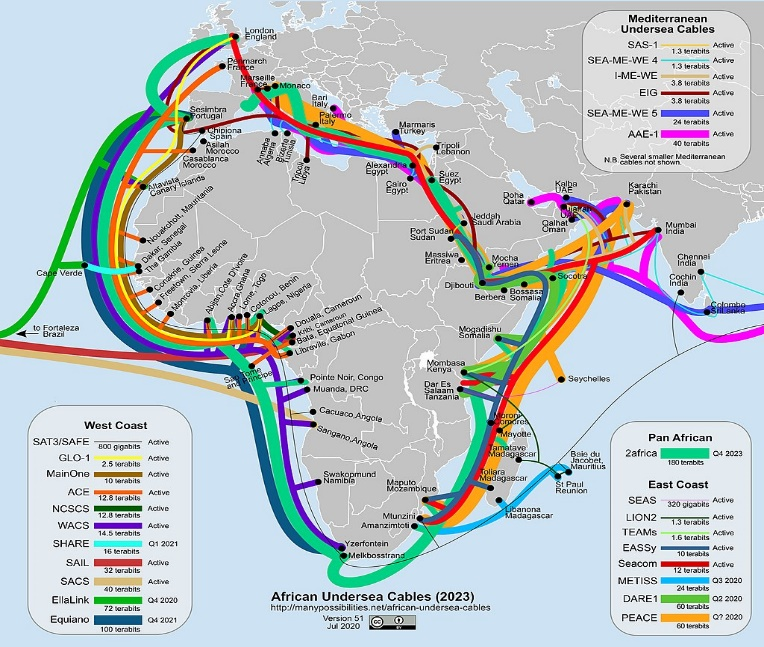 Mediterranean
Undersea Cables
SAS-1 Active
1.3 terabits
SEA-ME-WE 4 Active
1.3 terabits
I-ME-WE Active
3.8 terabits
EIG Active
3.8 terabits
SEA-ME-WE 5 Active
24 terabits
AAE-1 Active
40 terabits
N.B Several smaller Mediterranean
cables not shown.
London
England
Penmarch
France
Marseille
France
Monaco
Bari
Italy
Palermo
Italy
Sesimbra
Portugal
Chipiona
Spain
Asilah
Morocco
Casablanca
Morocco
Annaba
Algeria
Bizerte
Tunisia
Tripoli
Libya
Marmaris
Turkey
Tripoli
Lebanon
Alexandria
Egypt
Cairo
Egypt
Suez
Egypt
Altavista
Canary Islands
Jeddah
Saudi Arabia
Port Sudan
Sudan
Massiwa
Eritrea
Mocha
Yemen
Djibouti
Berbera
Bossasa
Somalia
Socotra
Doha
Qatar
Kalba
UAE
Fujairah
UAE
Qalhat
Oman
Karachi
Pakistan
Mumbai
India
Chennai
India
Cochin
India
Colombo
Sri Lanka
Nouakchott, Mauritania
Dakar, Senegal
The Gambia
Cape Verde
Conakry, Guinea
Freetown, Sierra Leone
Monrovia, Liberia
Abijan, Cote D'Ivoire
Accra, Ghana
Lome, Togo
Cotonou, Benin
Lagos, Nigeria
Douala, Cameroon
Kribi, Cameroon
Bata, Equatorial Guinea
Libreville, Gabon
Sao Tome
and Principe
to Fortaleza
Brazil
Pointe Noir, Congo
Muanda, DRC
Cacuaco, Angola
Sangano, Angola
Swakopmund
Namibia
Yzerfontein
Melkbosstrand
Mogadishu
Somalia
Mombasa
Kenya
Dar Es
Salaam
Tanzania
Seychelles
Moroni
Comores
Mayotte
Tamatave
Madagascar
Toliara
Madagascar
Libanona
Madagascar
Baie du
Jacobet,
Mauritius
St Paul
Reunion
Maputo
Mozambique
Mtunzini
Amanzimtoti
West Coast
SAT3/SAFE Active
800 gigabits
GLO-1 Active
2.5 terabits
MainOne Active
10 terabits
ACE Active
12.8 terabits
NCSCS Active
12.8 terabits
WACS Active
14.5 terabits
SHARE Q1 2021
16 terabits
SAIL Active
32 terabits
SACS Active
40 terabits
EllaLink Q4 2020
72 terabits
Equiano Q4 2021
100 terabits
Pan African
2africa Q4 2023
180 terabits
East Coast
SEAS Active
320 gigabits
LION2 Active
1.3 terabits
TEAMs Active
1.6 terabits
EASSy Active
10 terabits
Seacom Active
12 terabits
METISS Q3 2020
24 terabits
DARE1 Q2 2020
60 terabits
PEACE Q? 2020
60 terabits
African Undersea Cables (2023)
http://manypossibilities.net/african-undersea-cables
Version 51
Jul 2020
cc
BY